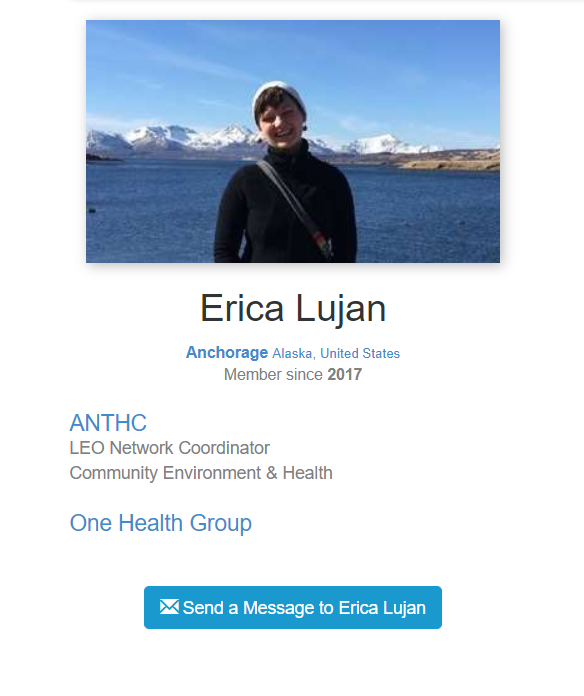 Erica Lujan
Anchorage Alaska, United States
Member since 2017
ANTHC
LEO Network Coordinator
Community Environment & Health
One Health Group
Send a Message to Erica Lujan